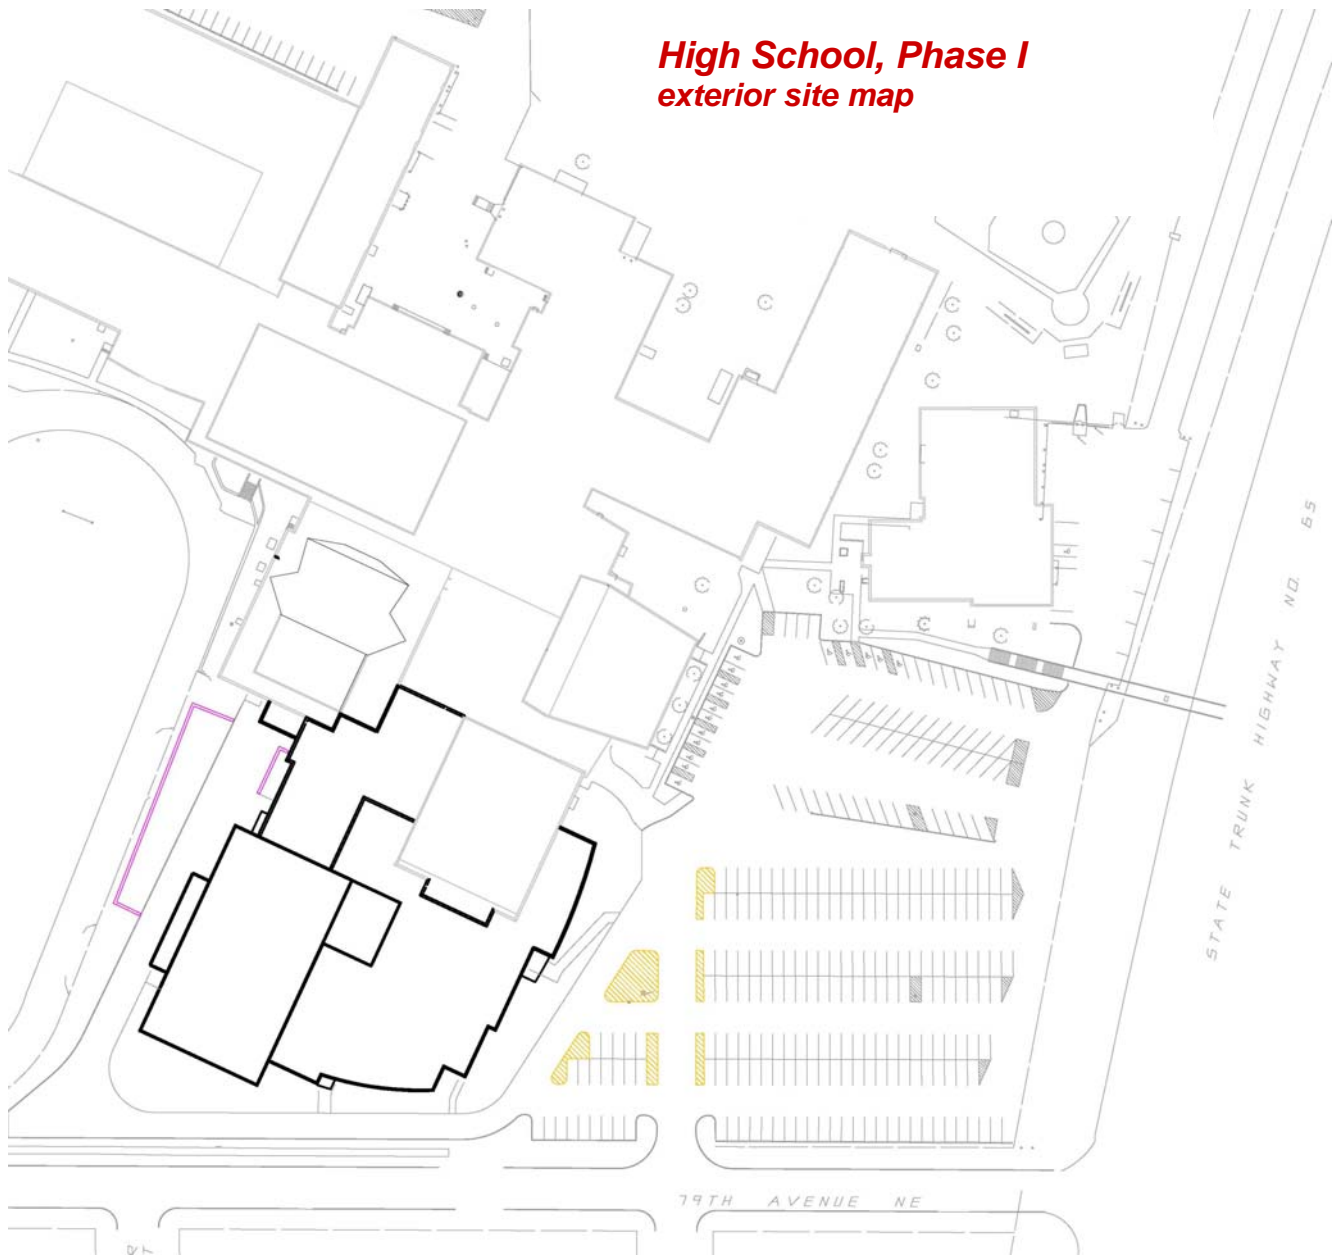 High School, Phase I
exterior site map
STATE TRUNK HIGHWAY NO. 65
79TH AVENUE NE